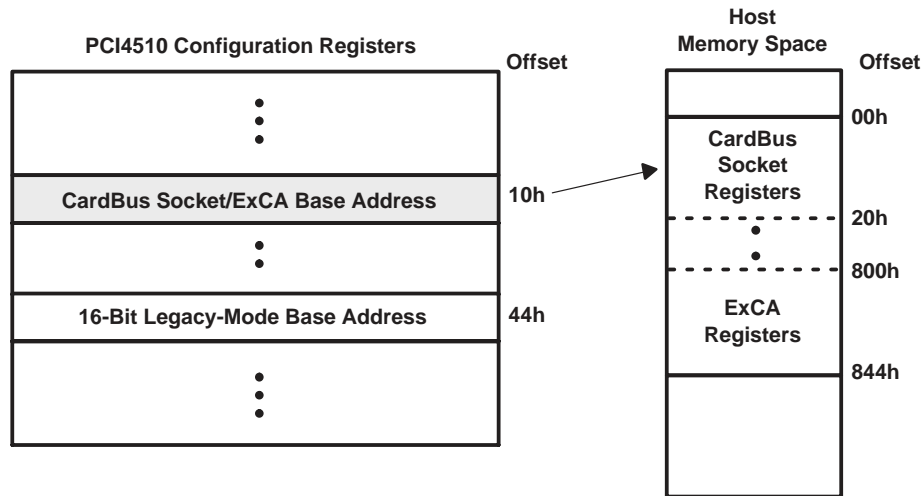 PCI4510 Configuration Registers
Offset
CardBus Socket/ExCA Base Address
10h
16-Bit Legacy-Mode Base Address
44h
Host
Memory Space
Offset
00h
CardBus
Socket
Registers
20h
800h
ExCA
Registers
844h